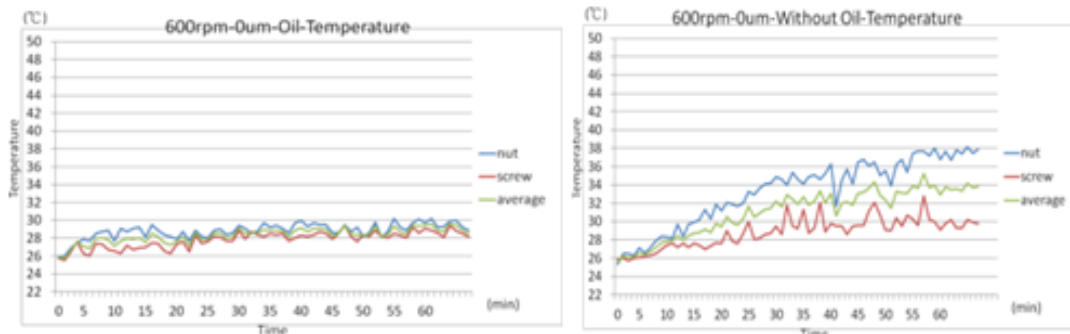 (℃)
600rpm-0um-Oil-Temperature
50
48
46
44
42
40
38
36
34
32
30
28
26
24
22
Temperature
0 5 10 15 20 25 30 35 40 45 50 55 60
(min)
Time
nut
screw
average
(℃)
600rpm-0um-Without Oil-Temperature
50
48
46
44
42
40
38
36
34
32
30
28
26
24
22
Temperature
0 5 10 15 20 25 30 35 40 45 50 55 60
(min)
Time
nut
screw
average